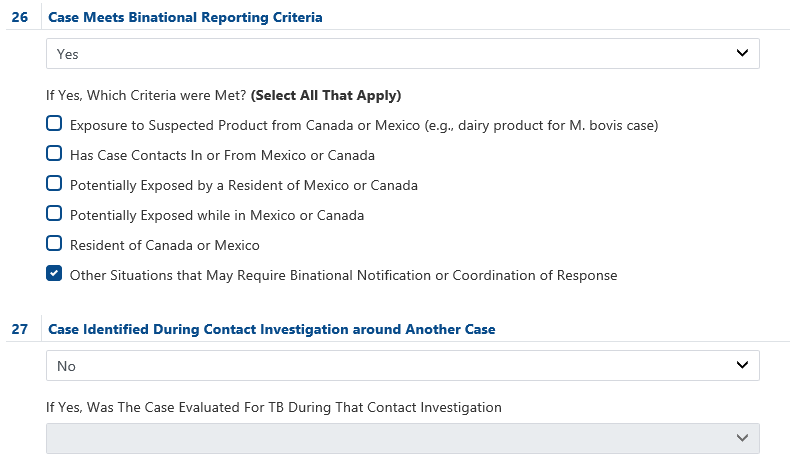 26 Case Meets Binational Reporting Criteria
Yes
If Yes, Which Criteria were Met? (Select All That Apply)
Exposure to Suspected Product from Canada or Mexico (e.g., dairy product for M. bovis case)
Has Case Contacts In or From Mexico or Canada
Potentially Exposed by a Resident of Mexico or Canada
Potentially Exposed while in Mexico or Canada
Resident of Canada or Mexico
Other Situations that May Require Binational Notification or Coordination of Response
27 Case Identified During Contact Investigation around Another Case
No
If Yes, Was The Case Evaluated For TB During That Contact Investigation